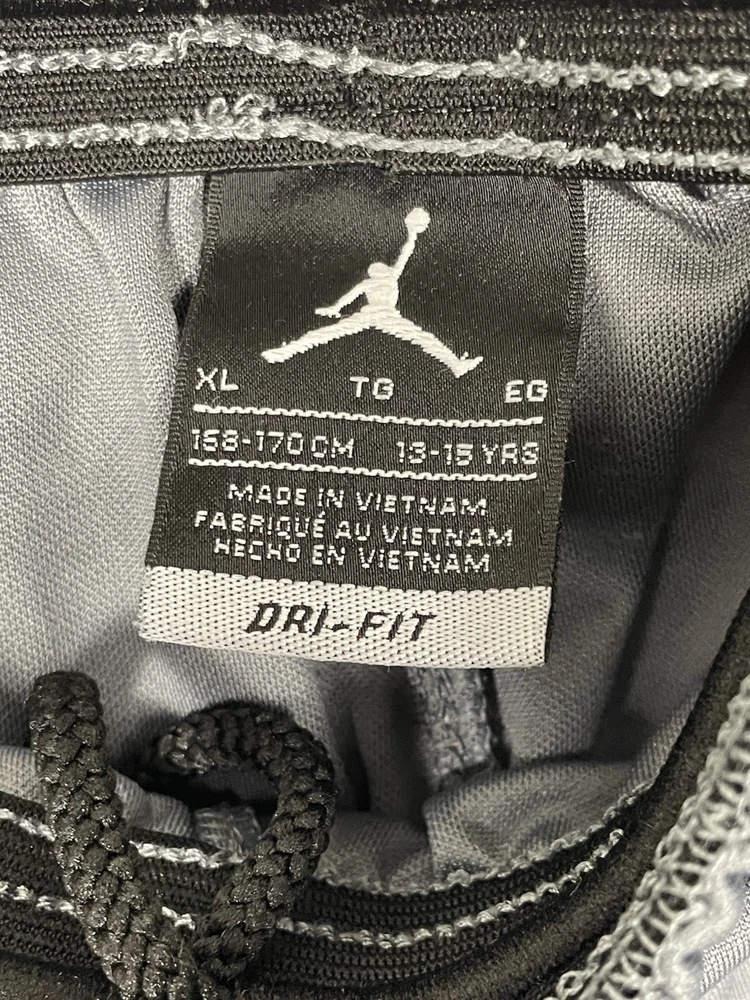 XL TG EG
158-170 CM 13-15 YRS
MADE IN VIETNAM
FABRIQUÉ AU VIETNAM
HECHO EN VIETNAM
DRI-FIT